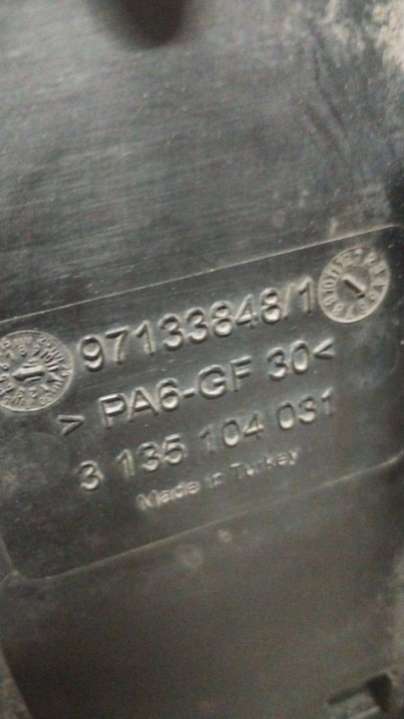 97133848/1
> PA6-GF 30<
3 135 104 031
Made in Turkey